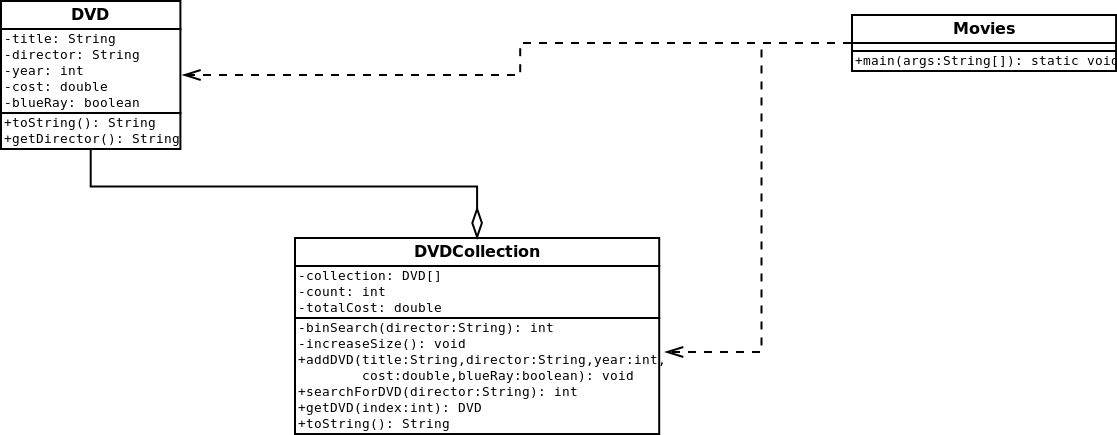 DVD
-title: String
-director: String
-year: int
-cost: double
-blueRay: boolean
+toString(): String
+getDirector(): String
Movies
+main(args:String[]): static void
DVDCollection
-collection: DVD[]
-count: int
-totalCost: double
-binSearch(director:String): int
-increaseSize(): void
+addDVD(title:String,director:String,year:int,
cost:double,blueRay:boolean): void
+searchForDVD(director:String): int
+getDVD(index:int): DVD
+toString(): String